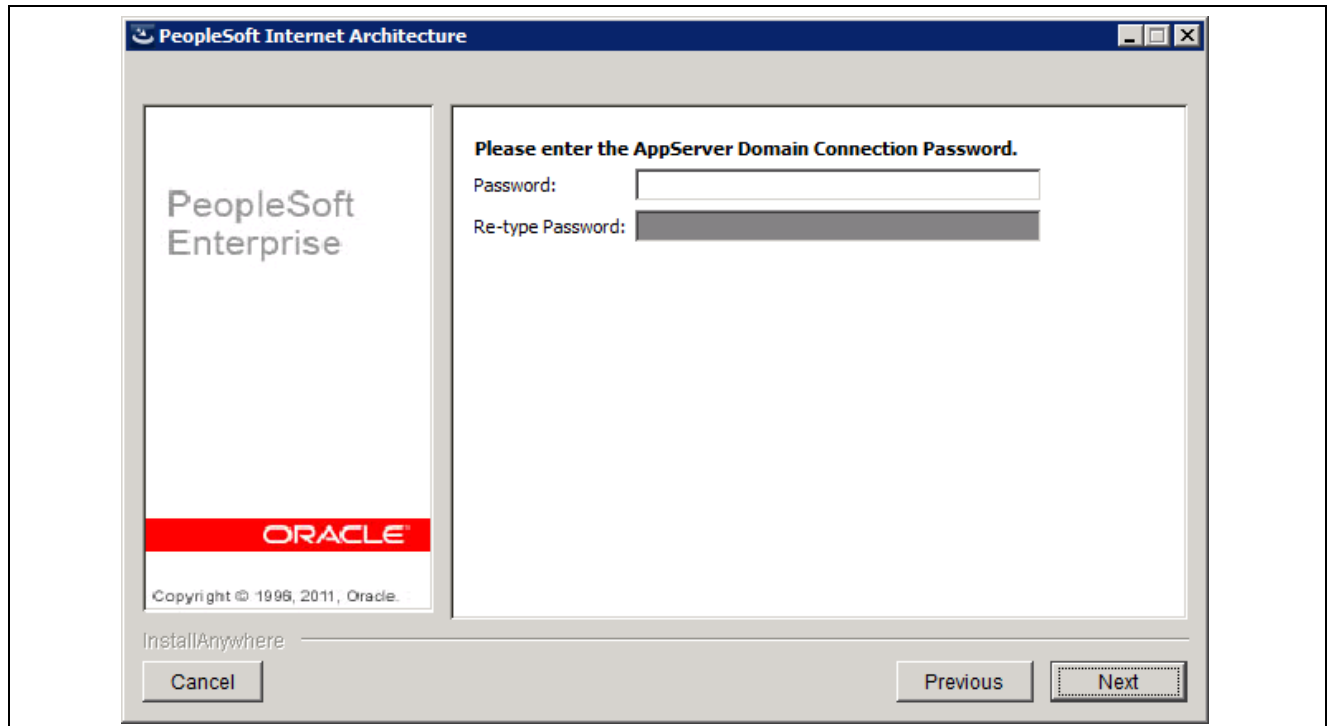 PeopleSoft Internet Architecture
PeopleSoft
Enterprise
ORACLE
Copyright © 1996, 2011, Oracle.
Please enter the AppServer Domain Connection Password.
Password:
Re-type Password:
InstallAnywhere
Cancel
Previous
Next